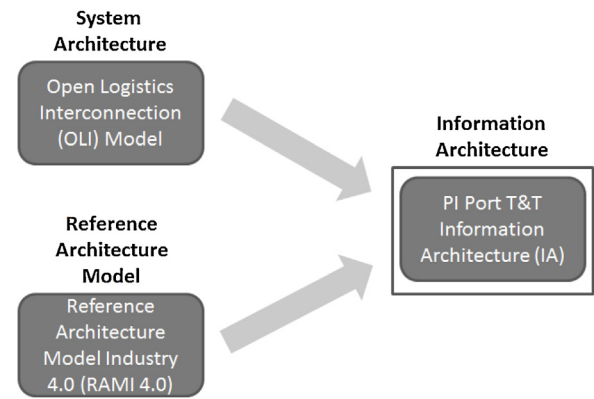 System
Architecture
Open Logistics
Interconnection
(OLI) Model
Reference
Architecture
Model
Reference
Architecture
Model Industry
4.0 (RAMI 4.0)
Information
Architecture
PI Port T&T
Information
Architecture (IA)